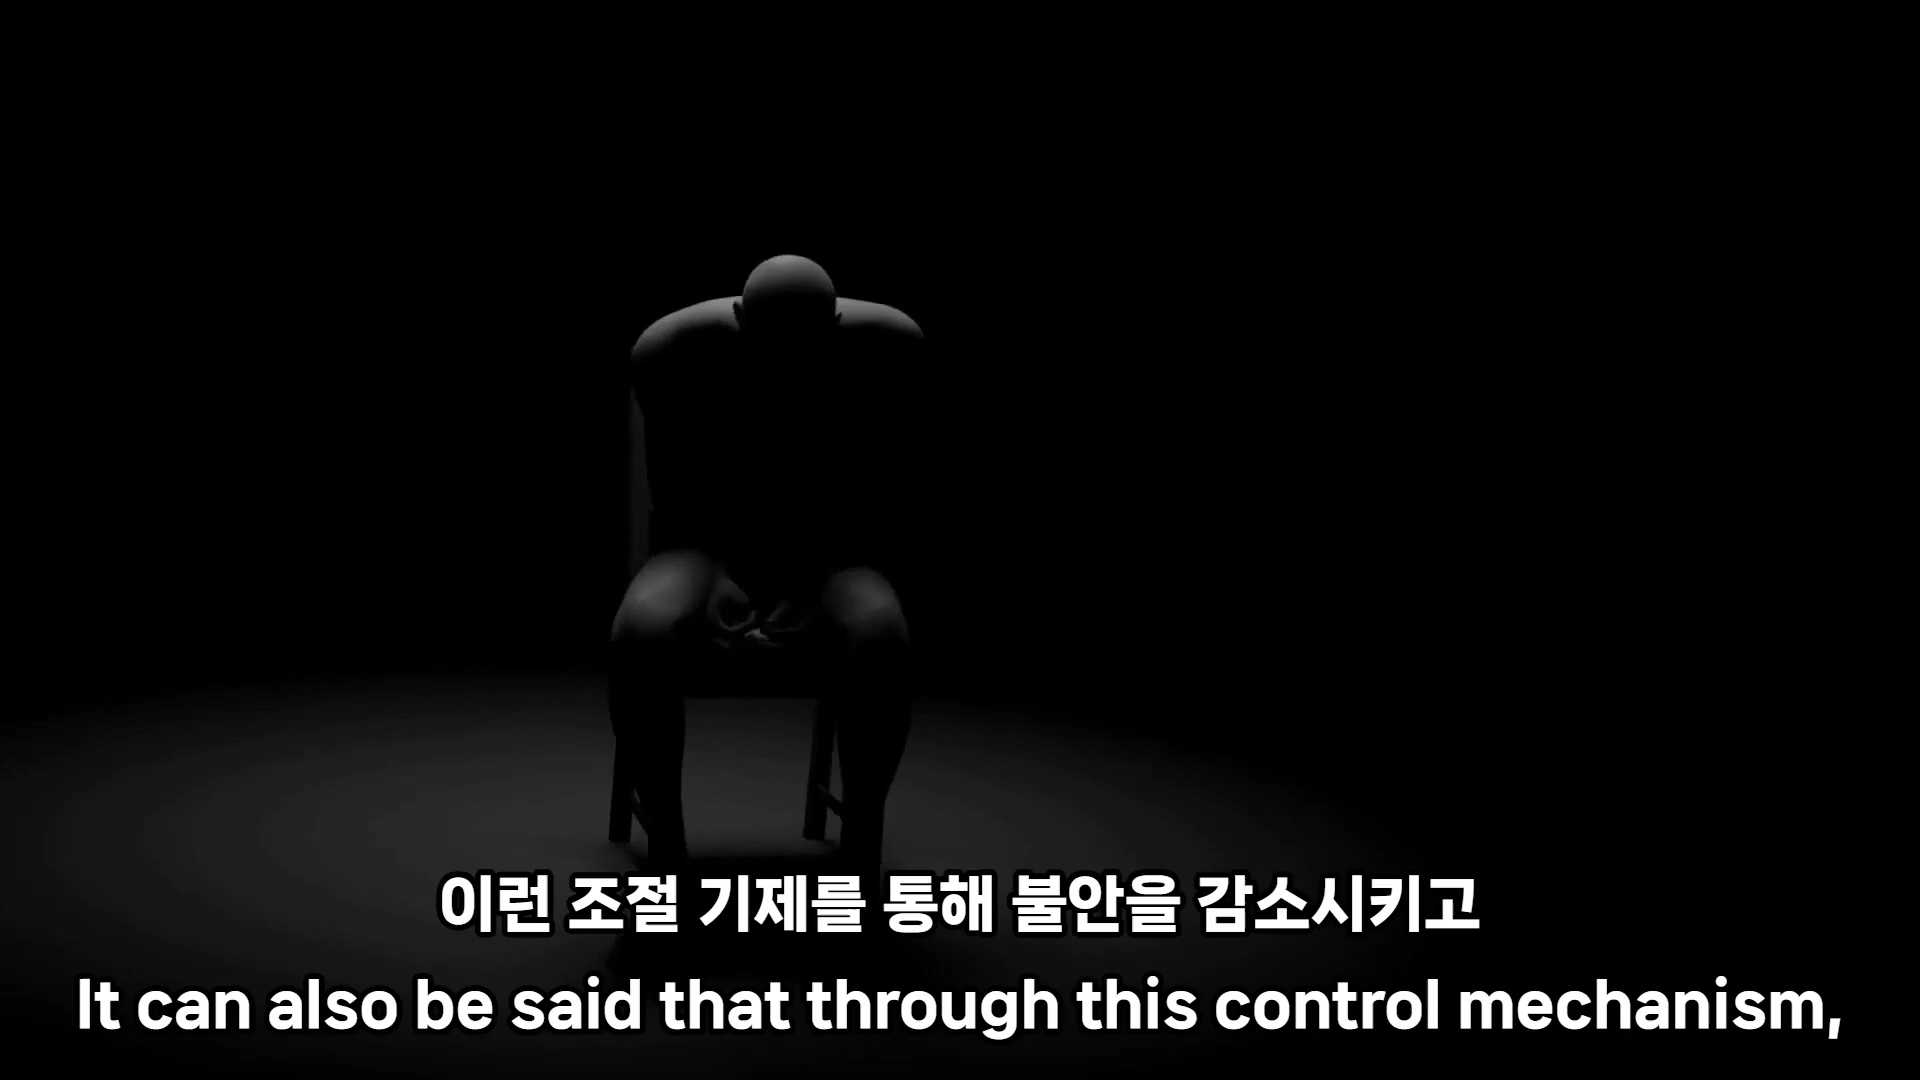 이런 조절 기제를 통해 불안을 감소시키고
It can also be said that through this control mechanism,